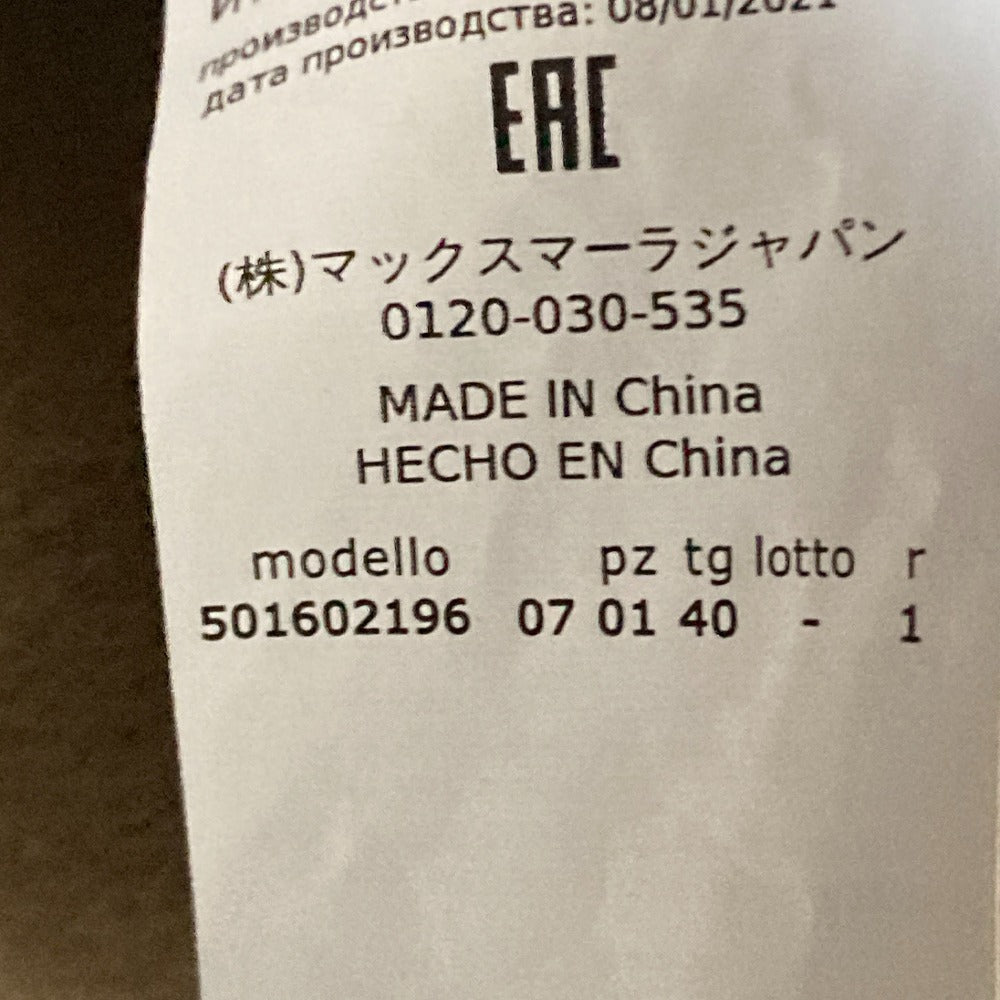 дата производства: 08/01/2021
EAC
(株)マックスマーラジャパン
0120-030-535
MADE IN China
HECHO EN China
modello pz tg lotto r
501602196 07 01 40 - 1